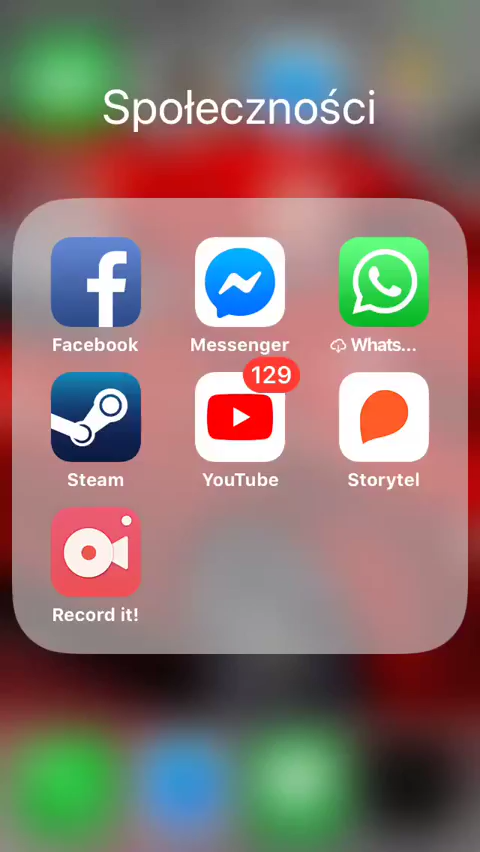 Społeczności
Facebook
Messenger
Whats...
129
Steam
YouTube
Storytel
Record it!